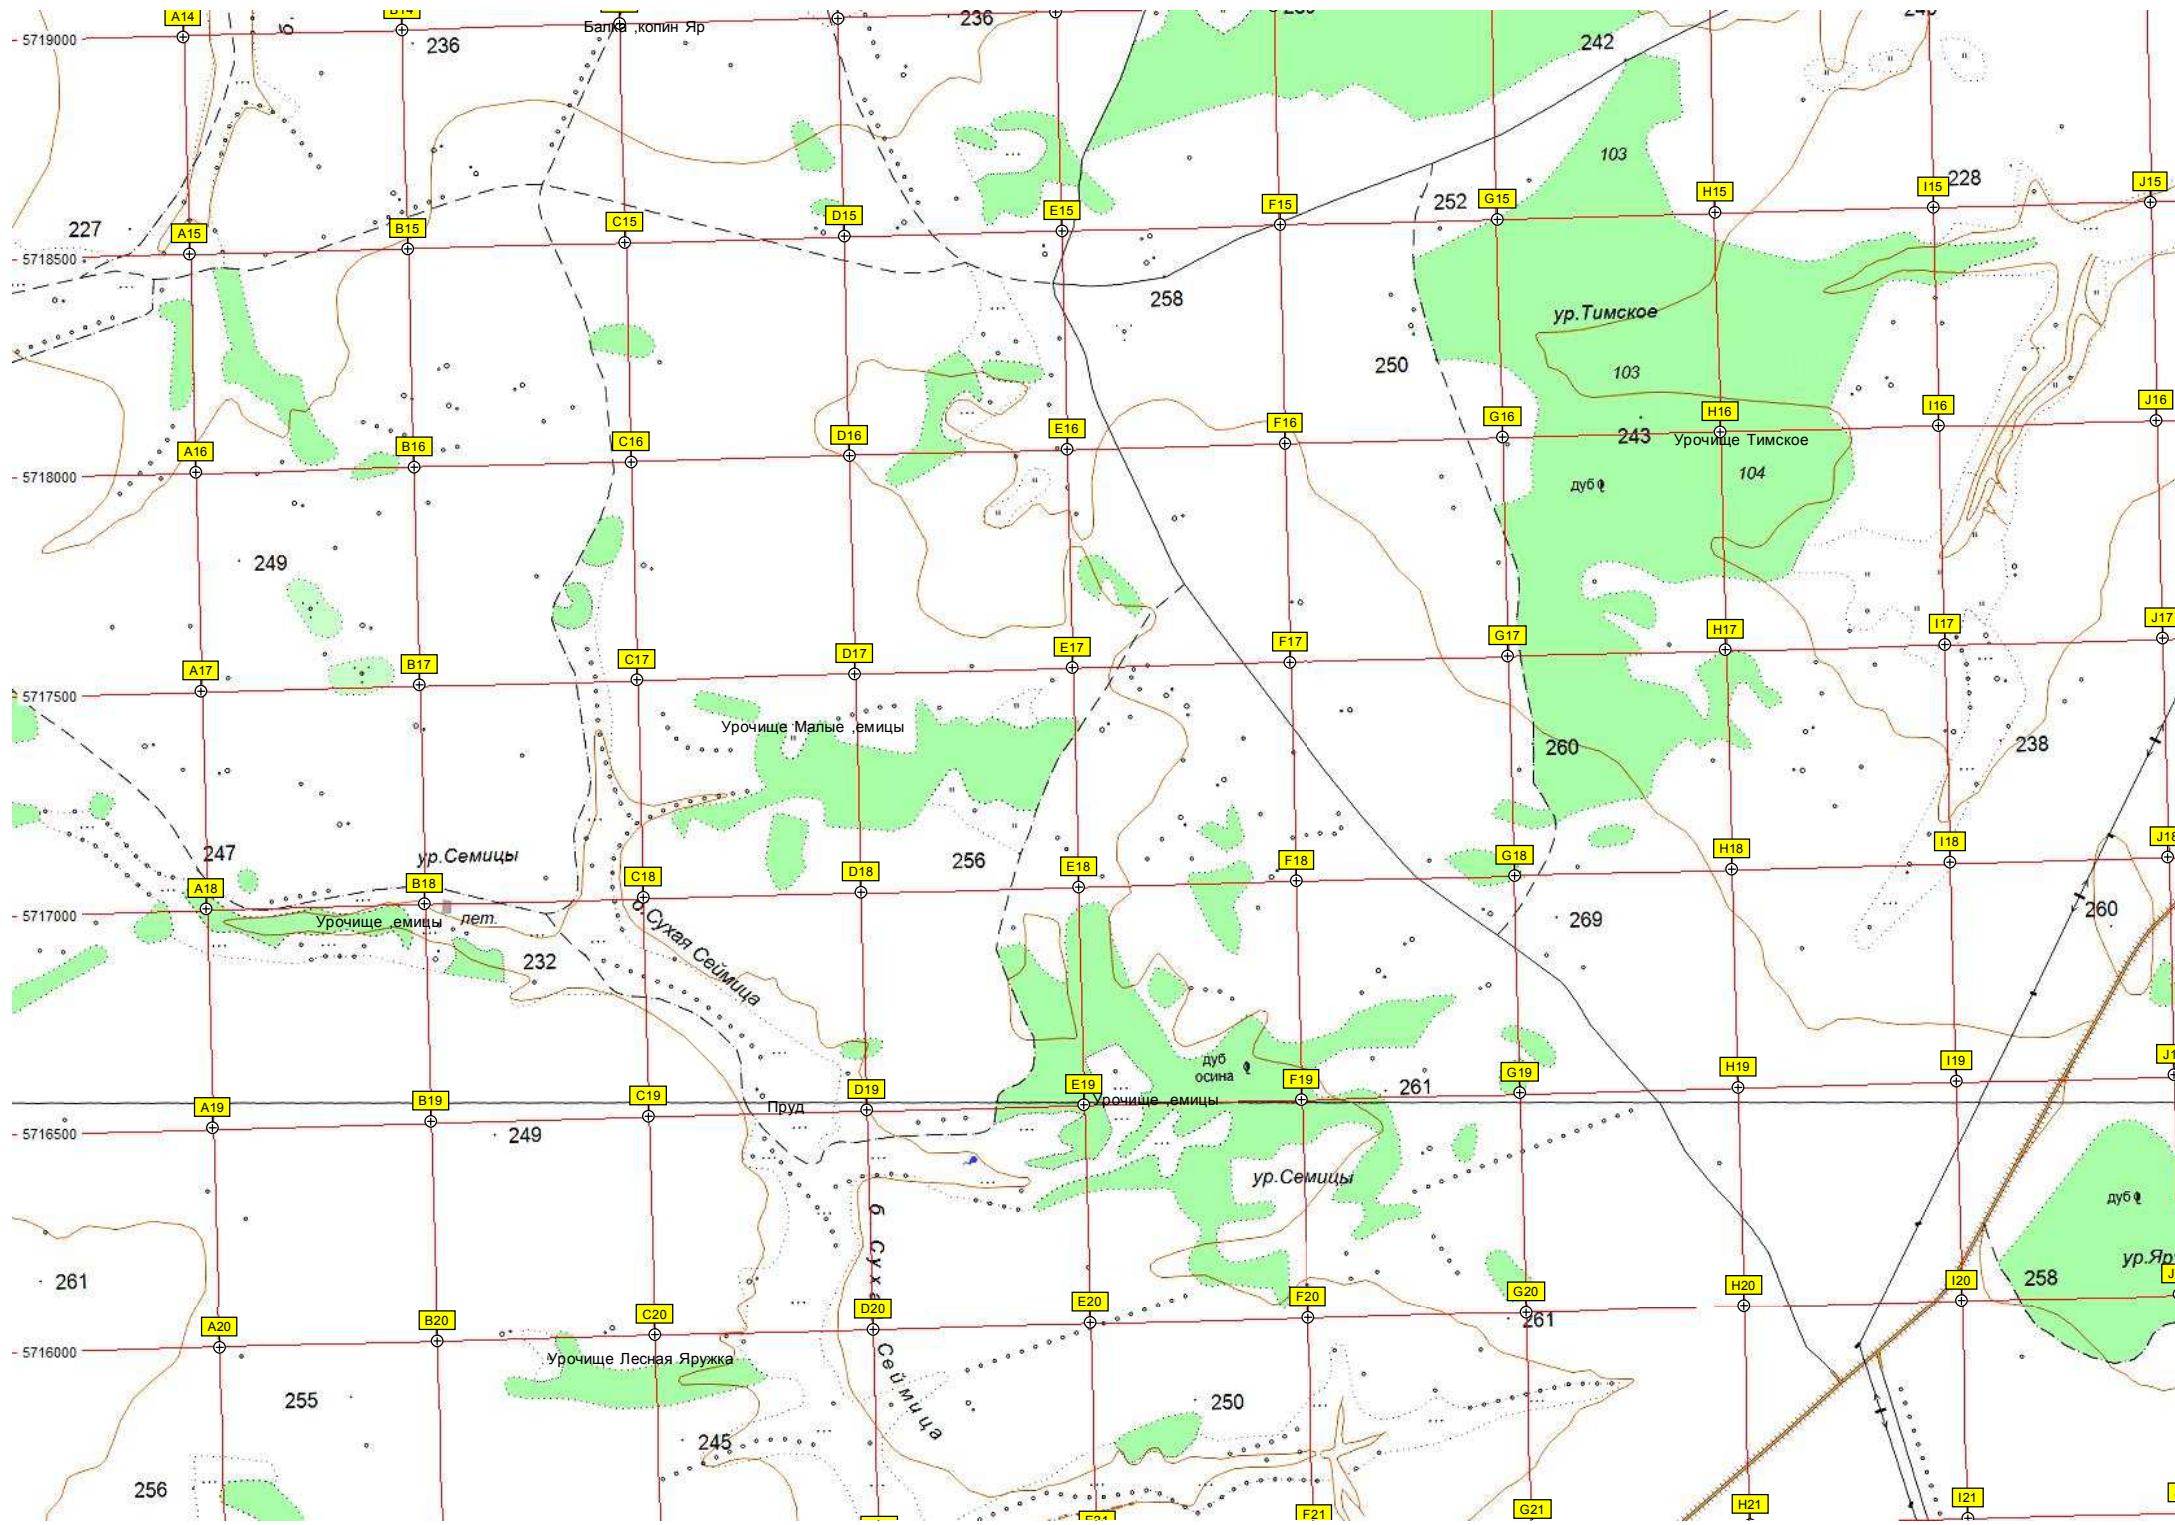 A14
236
Балка ,копин Яр
236
242
5719000
103
I15
228
J15
H15
252
G15
F15
E15
D15
C15
B15
A15
227
5718500
258
ур.Тимское
250
103
J16
I16
H16
G16
F16
E16
D16
C16
B16
A16
243
Урочище Тимское
104
5718000
дуб
249
J17
I17
H17
G17
F17
E17
D17
C17
B17
A17
5717500
Урочище Малые ,емицы
260
238
247
ур.Семицы
256
I18
H18
G18
F18
E18
D18
C18
B18
A18
5717000
Урочище ,емицы
лет.
б.Сухая Сеймица
269
260
232
дуб
осина
I19
H19
G19
F19
E19
D19
C19
B19
A19
261
Урочище ,емицы
Пруд
5716500
249
ур.Семицы
дуб
261
258
I20
H20
G20
F20
E20
D20
C20
B20
A20
261
5716000
Сеймица
Урочище Лесная Яружка
255
250
245
256
I21
H21
G21
F21